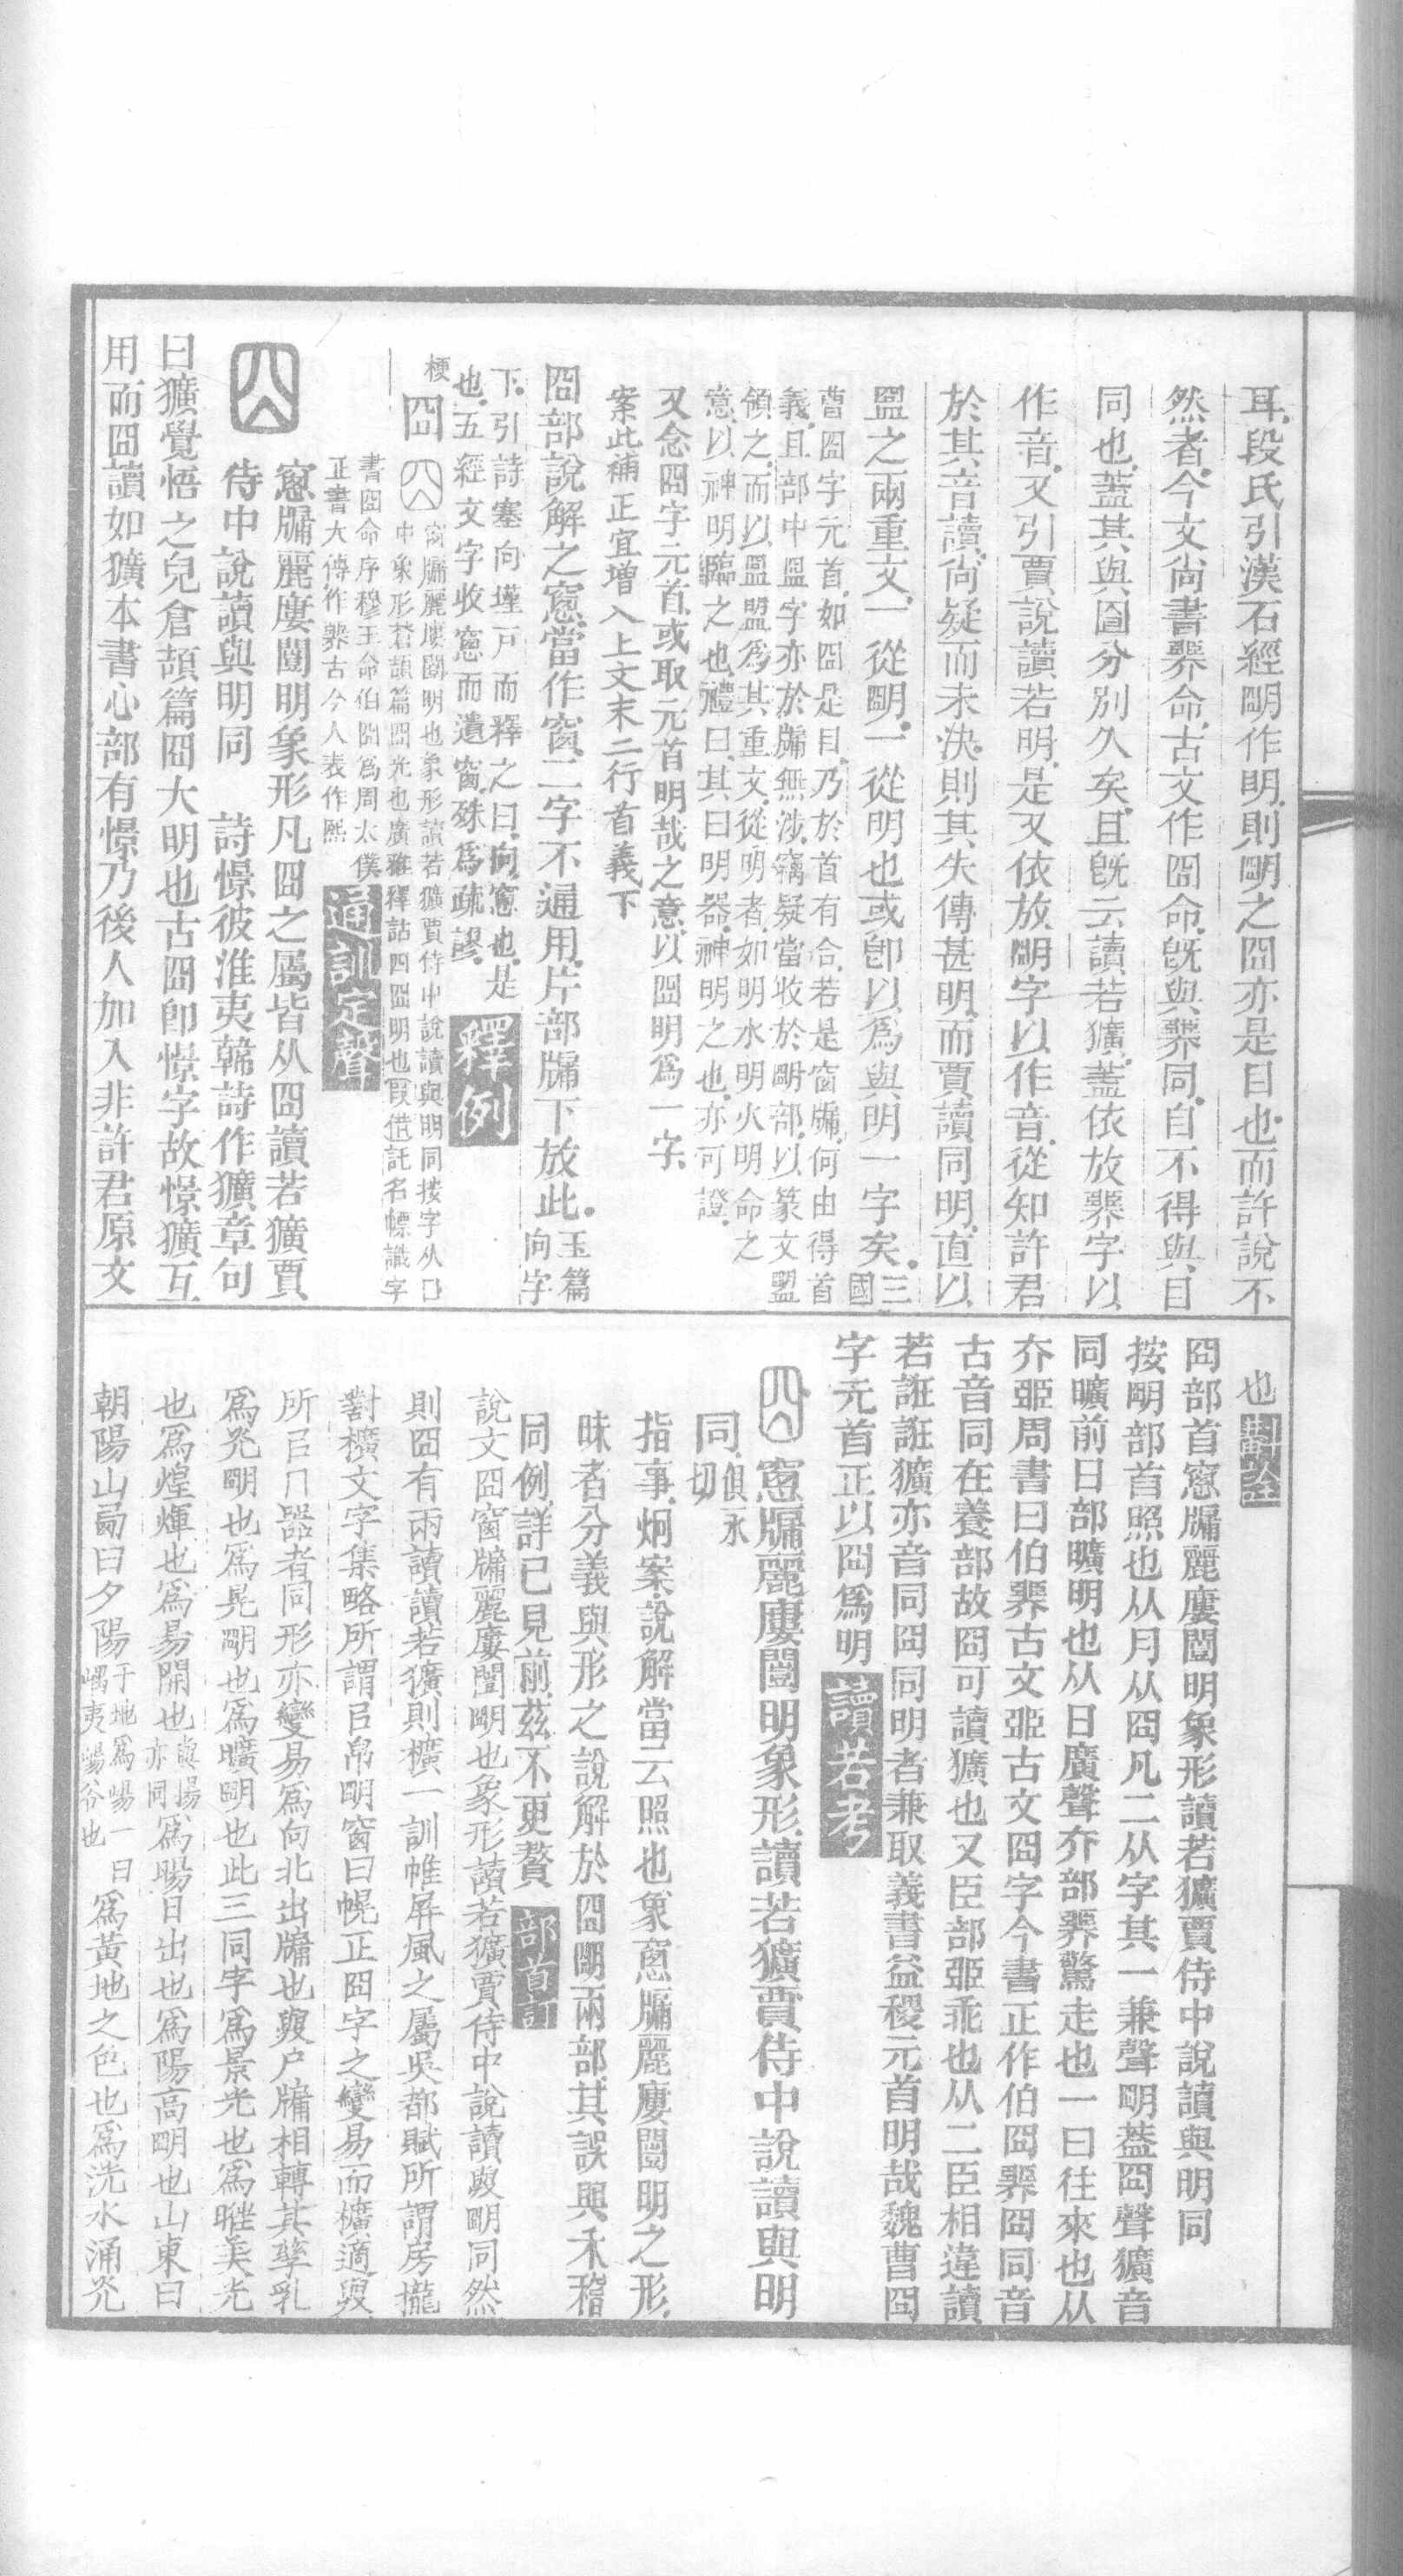 耳段氏引漢石經朙作明則朙之囧亦是目也而許說不
然者今文尚書臩命古文作囧命旣與臩同自不得與目
同也蓋其與圓分別久矣且旣云讀若獷蓋依放臩字以
作音又引賈說讀若明是又依放朙字以作音從知許君
於其音讀尚疑而未決則其失傳甚明而賈讀同明直以
盟之兩重文一從朙一從明也或卽以爲與明一字矣三國
曹囧字元首如囧是目乃於首有合若是窗牖何由得首
義且部中盟字亦於牖無涉竊疑當收於朙部以篆文盟
領之而以盟盟爲其重文從明者如明水明火明命之
意以神明臨之也禮曰其曰明器神明之也亦可證
又念囧字元首或取元首明哉之意以囧明爲一字
案此補正宜增入上文末二行首義下
囧部說解之窻當作窗二字不通用片部牖下放此玉篇向字
下引詩塞向墐戸而釋之曰向窻也是
也五經文字收窻而遺窗殊爲疏謬 釋例
梗 囧 窗牖麗廔闓明也象形讀若獷賈侍中說讀與明同按字从囗
中象形蒼頡篇囧光也廣雅釋詁四囧明也叚借託名幖識字
書囧命序穆王命伯囧爲周太僕
正書大傳作臩古今人表作煛 通訓定聲
窻牖麗廔闓明象形凡囧之屬皆从囧讀若獷賈
侍中說讀與明同 詩憬彼淮夷韓詩作獷章句
曰獷覺悟之皃倉頡篇囧大明也古囧卽憬字故憬獷互
用而囧讀如獷本書心部有憬乃後人加入非許君原文
也 斠詮
囧部首窻牖麗廔闓明象形讀若獷賈侍中說讀與明同
按朙部首照也从月从囧凡二从字其一兼聲朙葢囧聲獷音
同曠前日部曠明也从日廣聲夰部臩驚走也一曰往來也从
夰𦣧周書曰伯臩古文𦣧古文囧字今書正作伯囧臩囧同音
古音同在養部故囧可讀獷也又臣部𦣧乖也从二臣相違讀
若誑誑獷亦音同囧同明者兼取義書益稷元首明哉魏曹囧
字元首正以囧爲明 讀若考
窻牖麗廔闓明象形讀若獷賈侍中說讀與明
同俱永切
指事炯案說解當云照也象窻牖麗廔闓明之形
昧者分義與形之說解於囧朙兩部其誤與禾稽
同例詳已見前茲不更贅 部首訂
說文囧窗牖麗廔闓朙也象形讀若獷賈侍中說讀與朙同然
則囧有兩讀讀若獷則櫎一訓帷屏風之屬吳都賦所謂房櫳
對櫎文字集略所謂㠯帛明窗曰幌正囧字之變易而櫎適與
所㠯几器者同形亦變易爲向北出牖也與户牖相轉其孳乳
爲炛朙也爲晃朙也爲曠朙也此三同字爲景光也爲暀美光
也爲煌煇也爲昜開也與揚亦同爲暘日出也爲陽高朙也山東曰
朝陽山㫄曰夕陽于地爲崵一曰嵎夷崵谷也爲黃地之色也爲洸水涌炛